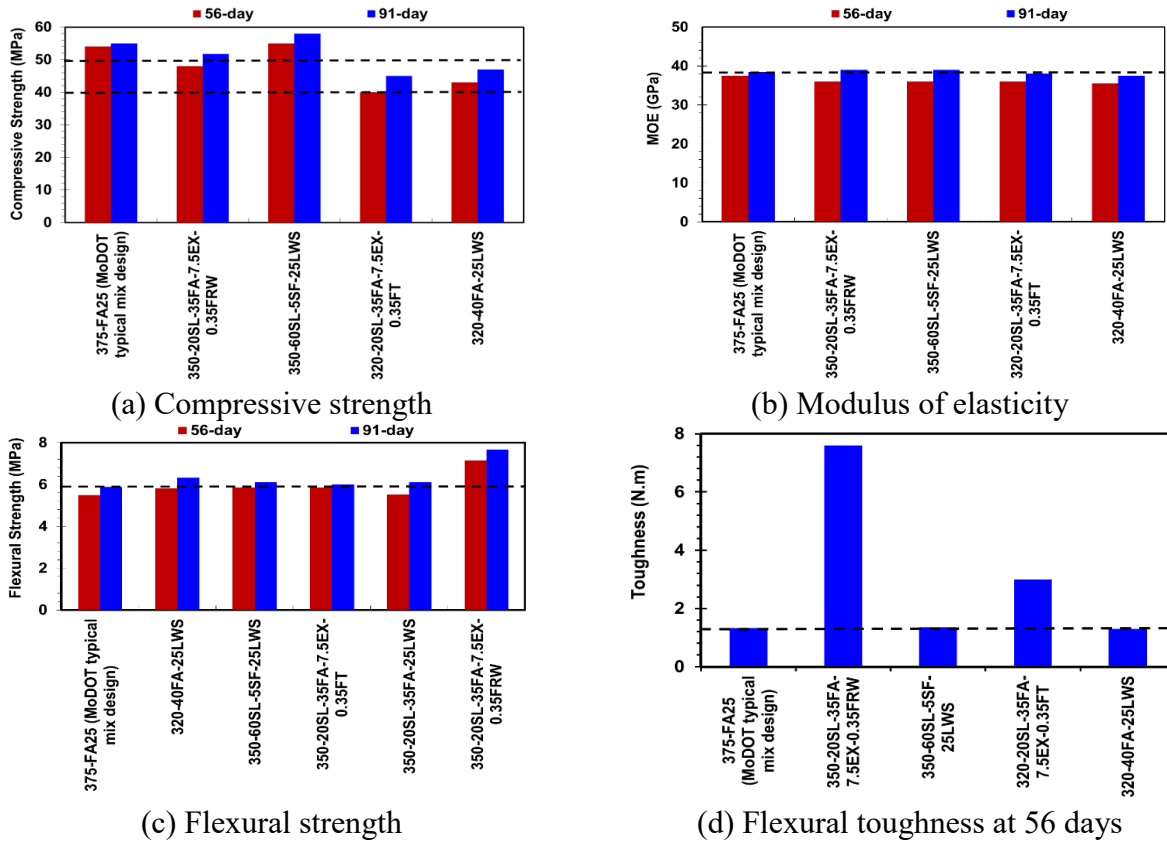 56-day 91-day
Compressive Strength (MPa)
60
50
40
30
20
10
0
375-FA25 (MoDOT
typical mix design)
350-20SL-35FA-7.5EX-
0.35FRW
350-60SL-5SF-25LWS
320-20SL-35FA-7.5EX-
0.35FT
320-40FA-25LWS
(a) Compressive strength
56-day 91-day
MOE (GPa)
50
40
30
20
10
0
375-FA25 (MoDOT
typical mix design)
350-20SL-35FA-7.5EX-
0.35FRW
350-60SL-5SF-25LWS
320-20SL-35FA-7.5EX-
0.35FT
320-40FA-25LWS
(b) Modulus of elasticity
56-day 91-day
Flexural Strength (MPa)
8
6
4
2
0
375-FA25 (MoDOT typical
mix design)
320-40FA-25LWS
350-60SL-5SF-25LWS
350-20SL-35FA-7.5EX-
0.35FT
350-20SL-35FA-25LWS
350-20SL-35FA-7.5EX-
0.35FRW
(c) Flexural strength
Toughness (N.m)
8
6
4
2
0
375-FA25
(MoDOT typical
mix design)
350-20SL-35FA-
7.5EX-0.35FRW
350-60SL-5SF-
25LWS
320-20SL-35FA-
7.5EX-0.35FT
320-40FA-25LWS
(d) Flexural toughness at 56 days